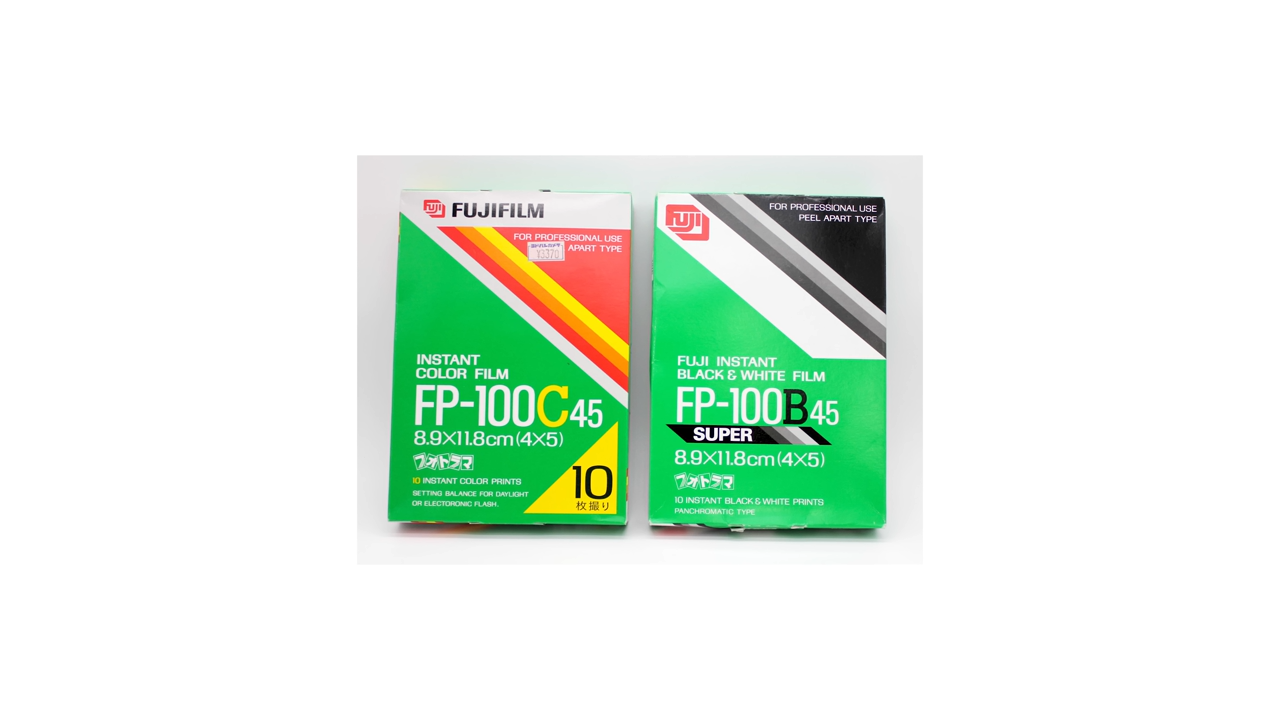 FUJI FUJIFILM
FOR PROFESSIONAL USE
APART TYPE
¥3370
INSTANT
COLOR FILM
FP-100C45
8.9×11.8cm(4×5)
フォトラマ
10 INSTANT COLOR PRINTS
SETTING BALANCE FOR DAYLIGHT
OR ELECTORONIC FLASH.
10
枚撮り
FUJI
FOR PROFESSIONAL USE
PEEL APART TYPE
FUJI INSTANT
BLACK & WHITE FILM
FP-100B45
SUPER
8.9×11.8cm(4×5)
フォトラマ
10 INSTANT BLACK & WHITE PRINTS
PANCHROMATIC TYPE